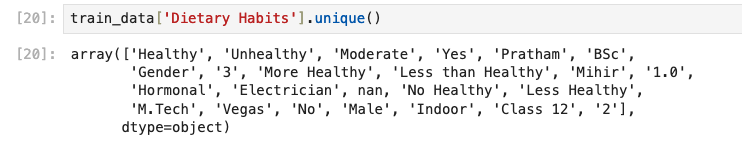 [20]: train_data['Dietary Habits'].unique()
[20]: array(['Healthy', 'Unhealthy', 'Moderate', 'Yes', 'Pratham', 'BSc',
'Gender', '3', 'More Healthy', 'Less than Healthy', 'Mihir', '1.0',
'Hormonal', 'Electrician', nan, 'No Healthy', 'Less Healthy',
'M.Tech', 'Vegas', 'No', 'Male', 'Indoor', 'Class 12', '2'],
dtype=object)